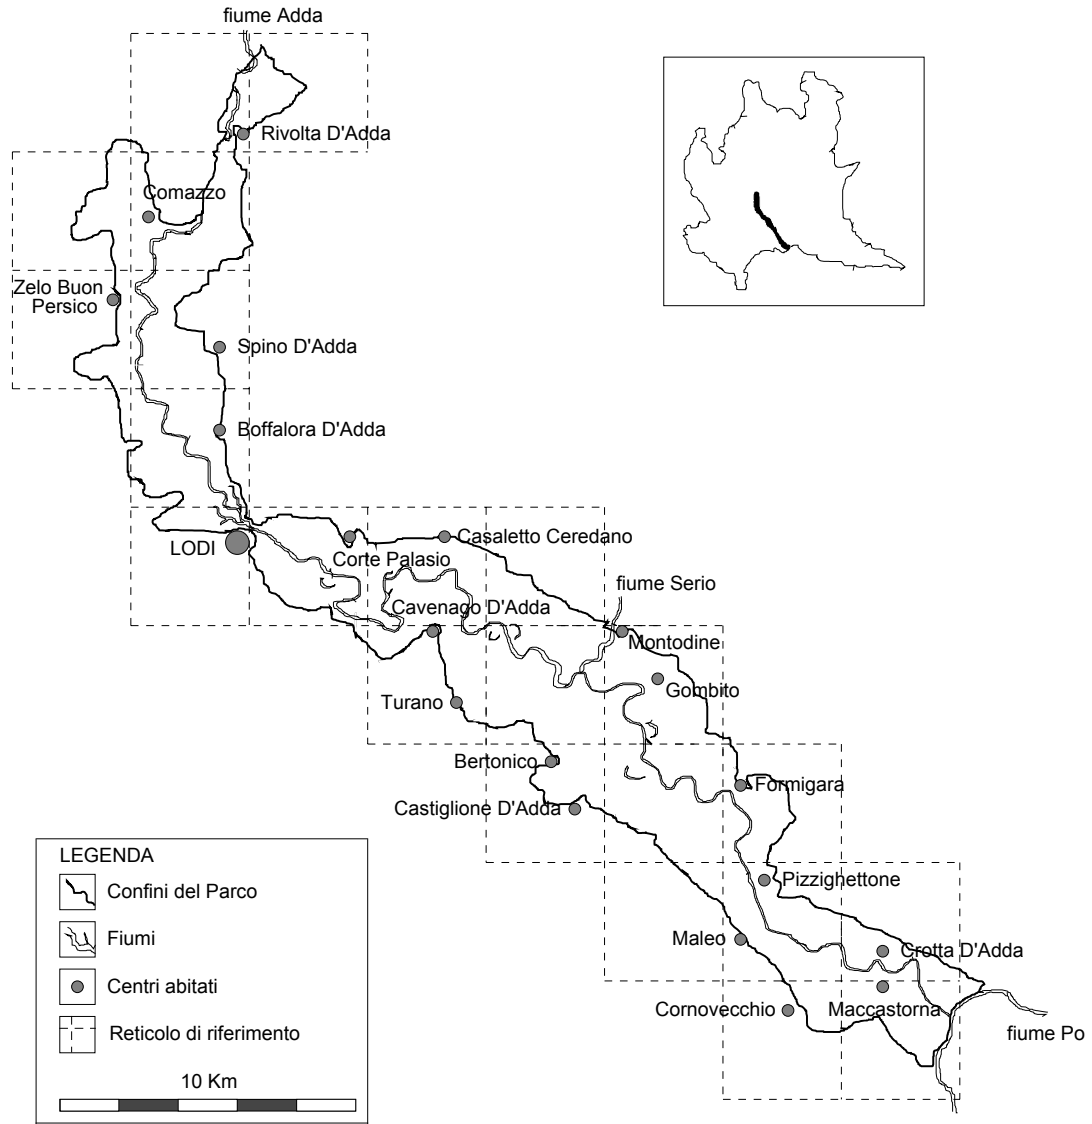 fiume Adda
Rivolta D'Adda
Comazzo
Zelo Buon
Persico
Spino D'Adda
Boffalora D'Adda
LODI
Corte Palasio
Casaletto Ceredano
fiume Serio
Cavenago D'Adda
Montodine
Gombito
Turano
Bertonico
Formigara
Castiglione D'Adda
Pizzighettone
Maleo
Crotta D'Adda
Cornovecchio
Maccastorna
fiume Po
LEGENDA
Confini del Parco
Fiumi
Centri abitati
Reticolo di riferimento
10 Km